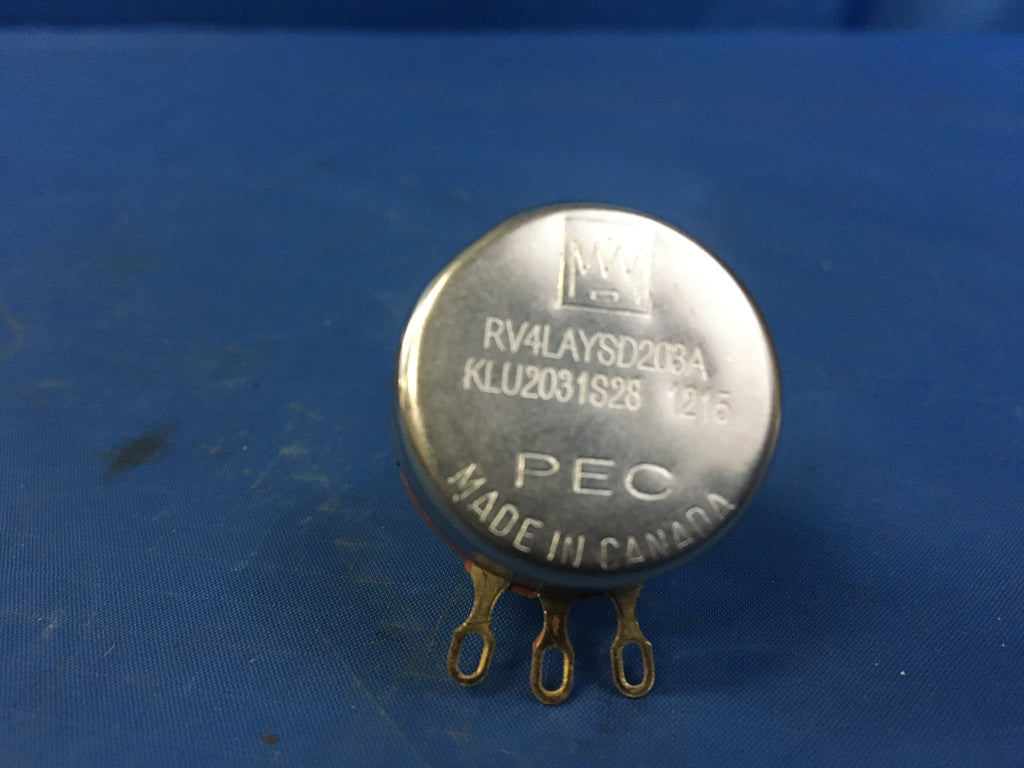 RV4LAYSD203A
KLU2031S28 1215
PEC
MADE IN CANADA